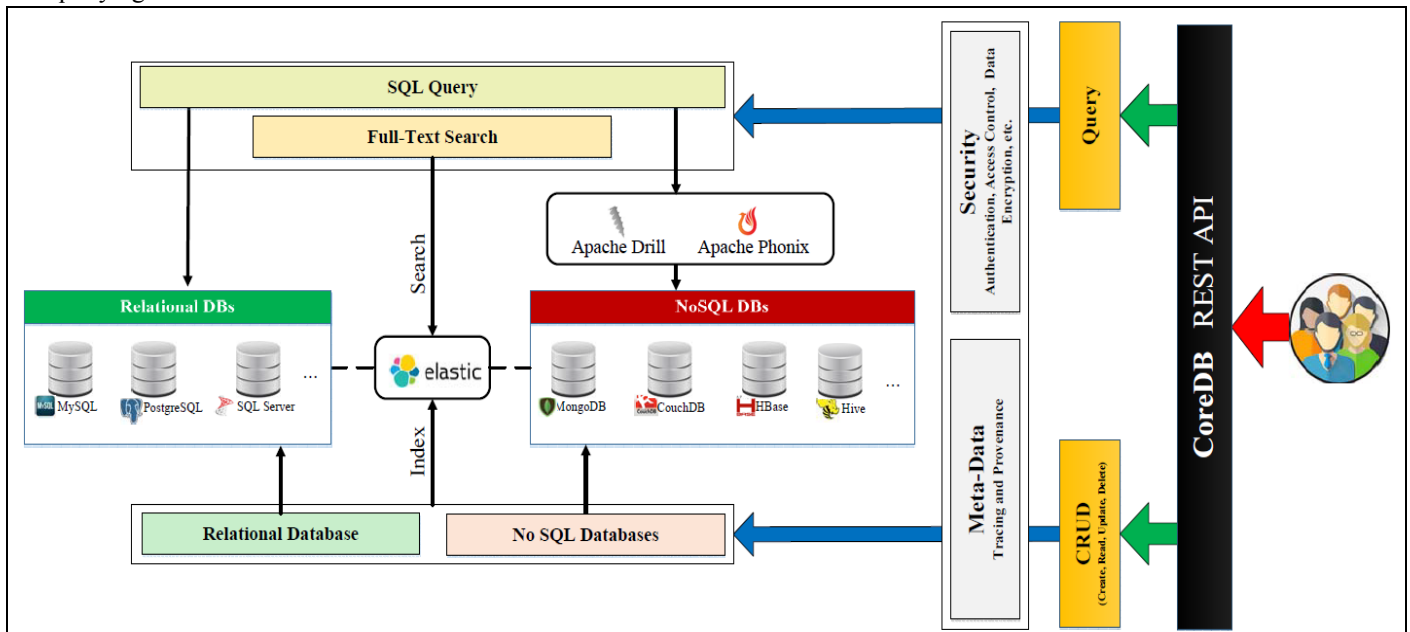 SQL Query
Full-Text Search
Search
Apache Drill
Apache Phonix
Relational DBs
MySQL
PostgreSQL
SQL Server
...
elastic
NoSQL DBs
MongoDB
CouchDB
HBase
Hive
...
Index
Relational Database
No SQL Databases
Security
Authentication, Access Control, Data
Encryption, etc.
Meta-Data
Tracing and Provenance
Query
CRUD
(Create, Read, Update, Delete)
CoreDB REST API